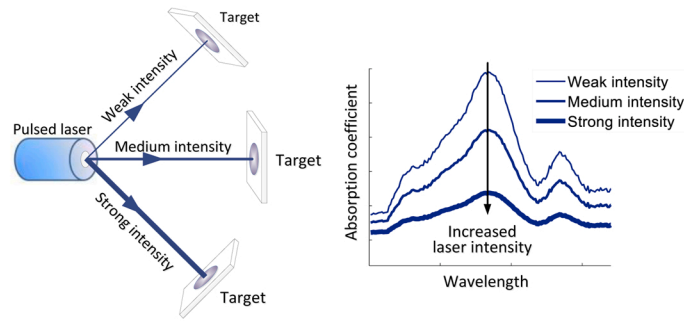 Target
Weak intensity
Pulsed laser
Medium intensity
Target
Strong intensity
Target
Absorption coefficient
Weak intensity
Medium intensity
Strong intensity
Increased
laser intensity
Wavelength